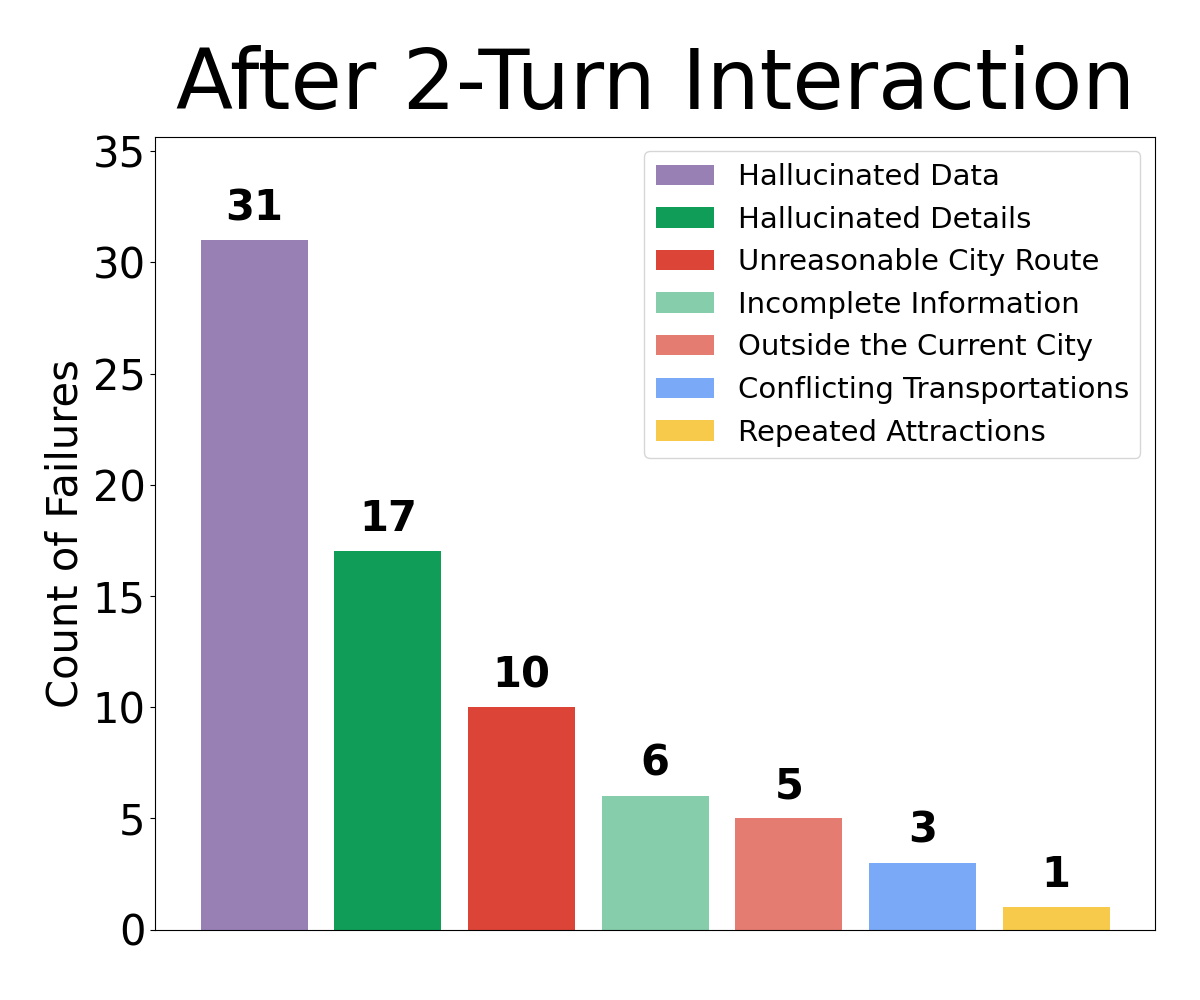 After 2-Turn Interaction
Count of Failures
35
30
25
20
15
10
5
0
31
17
10
6
5
3
1
Hallucinated Data
Hallucinated Details
Unreasonable City Route
Incomplete Information
Outside the Current City
Conflicting Transportations
Repeated Attractions